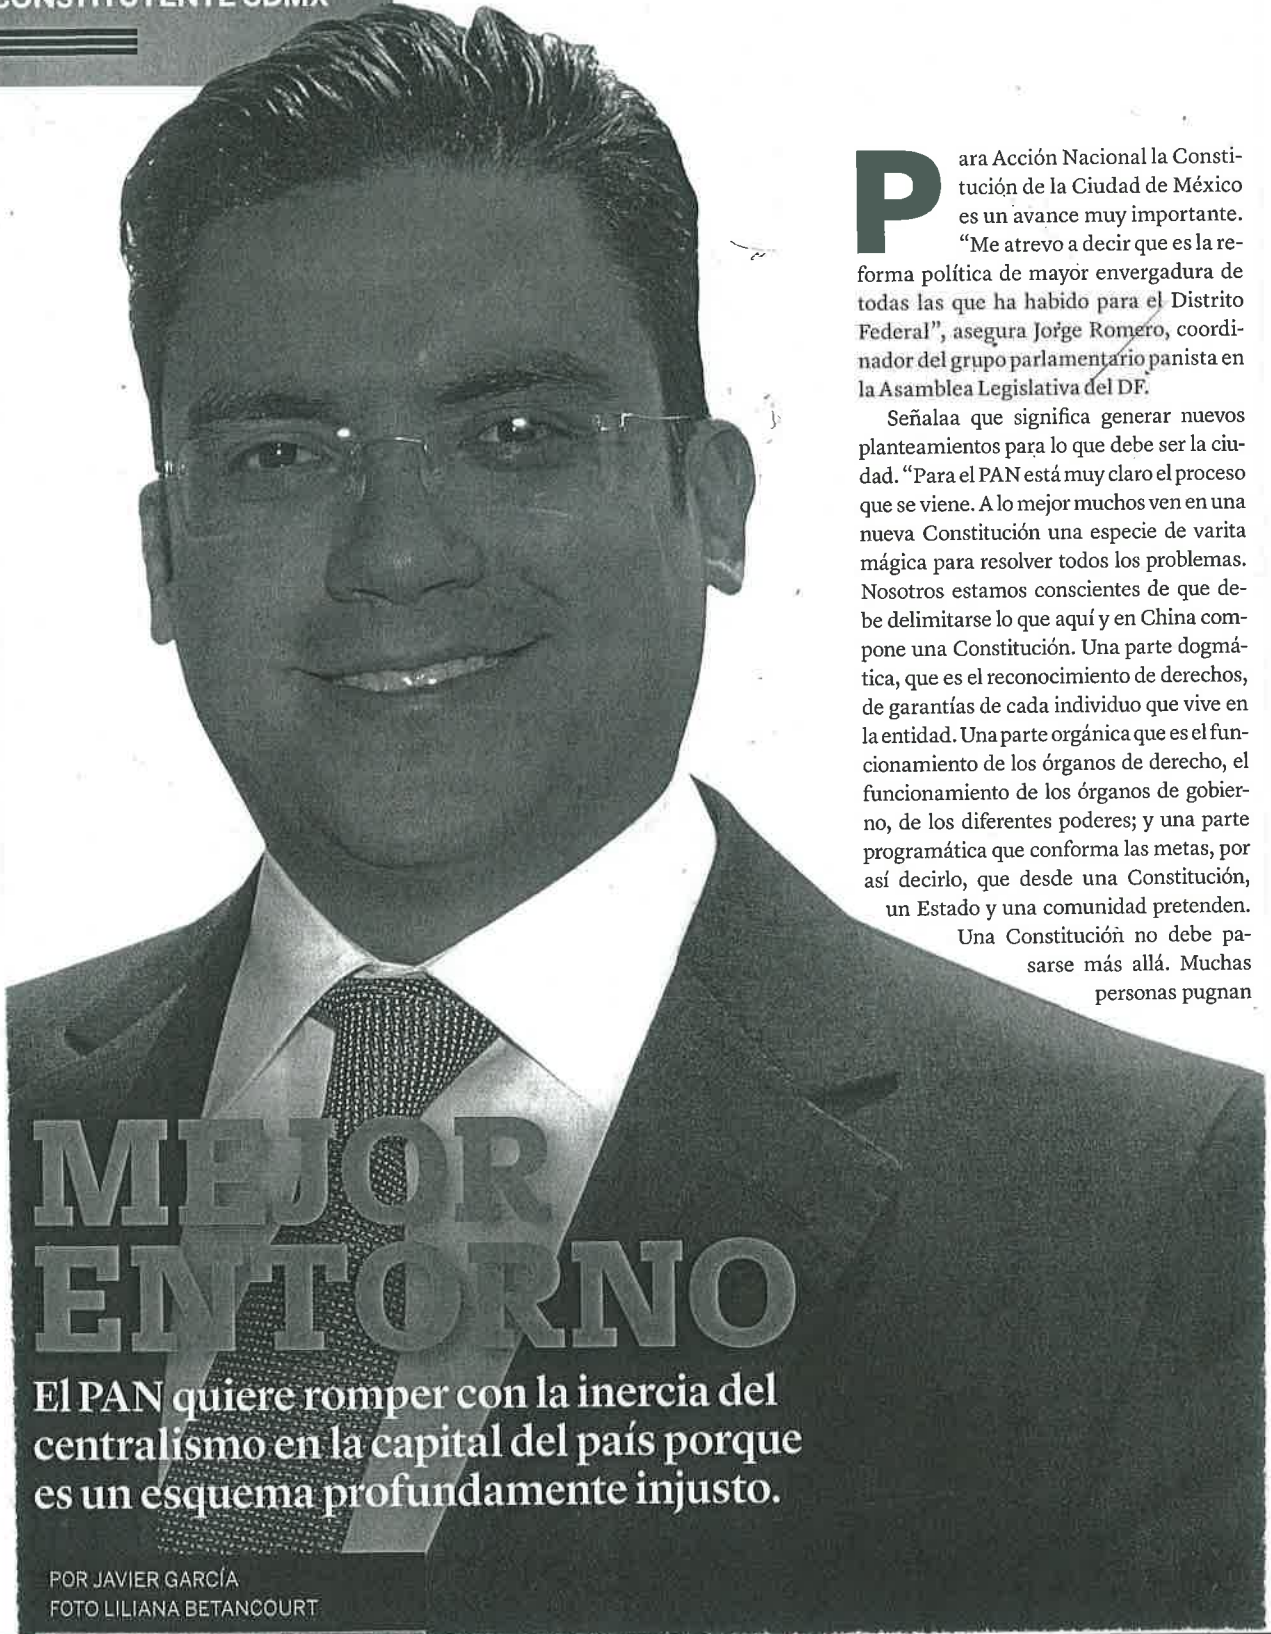 CONSTITUYENTE CDMX
Para Acción Nacional la Consti-
tución de la Ciudad de México
es un avance muy importante.
“Me atrevo a decir que es la re-
forma política de mayor envergadura de
todas las que ha habido para el Distrito
Federal”, asegura Jorge Romero, coordi-
nador del grupo parlamentario panista en
la Asamblea Legislativa del DF.
Señalaa que significa generar nuevos
planteamientos para lo que debe ser la ciu-
dad. “Para el PAN está muy claro el proceso
que se viene. A lo mejor muchos ven en una
nueva Constitución una especie de varita
mágica para resolver todos los problemas.
Nosotros estamos conscientes de que de-
be delimitarse lo que aquí y en China com-
pone una Constitución. Una parte dogmá-
tica, que es el reconocimiento de derechos,
de garantías de cada individuo que vive en
la entidad. Una parte orgánica que es el fun-
cionamiento de los órganos de derecho, el
funcionamiento de los órganos de gobier-
no, de los diferentes poderes; y una parte
programática que conforma las metas, por
así decirlo, que desde una Constitución,
un Estado y una comunidad pretenden.
Una Constitución no debe pa-
sarse más allá. Muchas
personas pugnan
MEJOR
ENTORNO
El PAN quiere romper con la inercia del
centralismo en la capital del país porque
es un esquema profundamente injusto.
POR JAVIER GARCÍA
FOTO LILIANA BETANCOURT